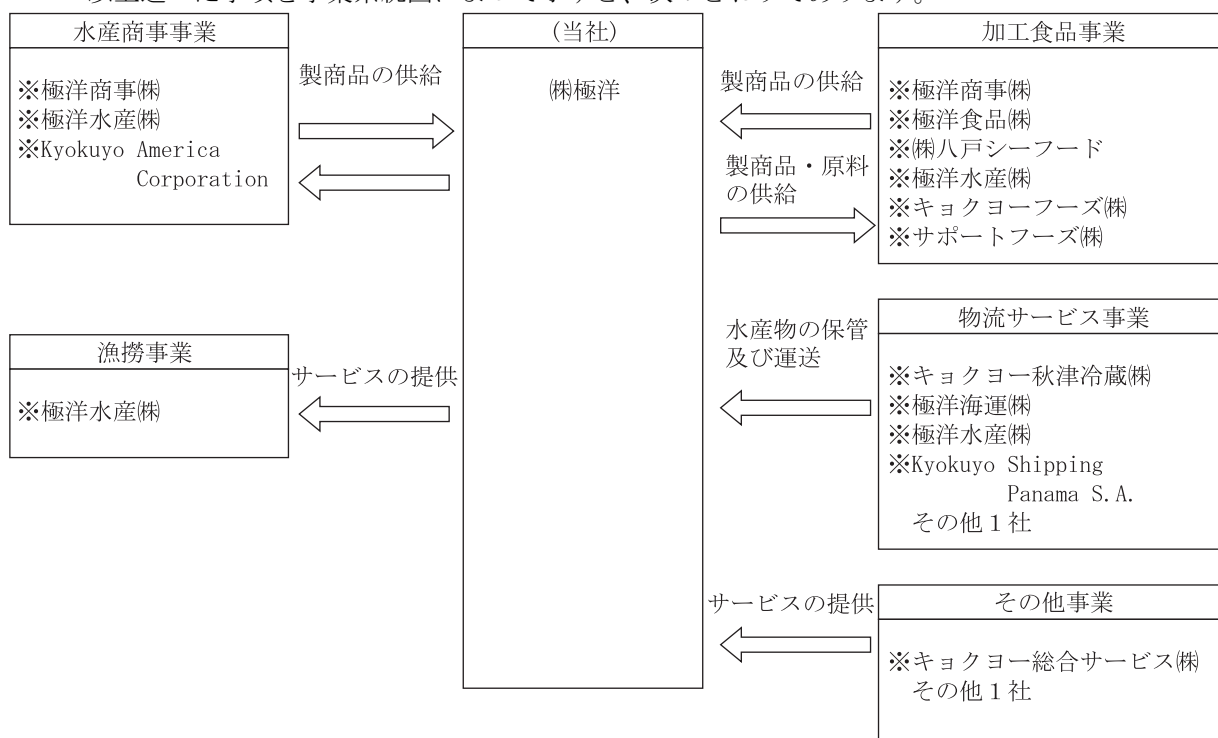 水産商事事業
※極洋商事㈱
※極洋水産㈱
※Kyokuyo America
Corporation
製商品の供給
漁撈事業
※極洋水産㈱
サービスの提供
(当社)
㈱極洋
製商品の供給
製商品・原料
の供給
加工食品事業
※極洋商事㈱
※極洋食品㈱
※㈱八戸シーフード
※極洋水産㈱
※キョクヨーフーズ㈱
※サポートフーズ㈱
水産物の保管
及び運送
物流サービス事業
※キョクヨー秋津冷蔵㈱
※極洋海運㈱
※極洋水産㈱
※Kyokuyo Shipping
Panama S.A.
その他１社
サービスの提供
その他事業
※キョクヨー総合サービス㈱
その他１社